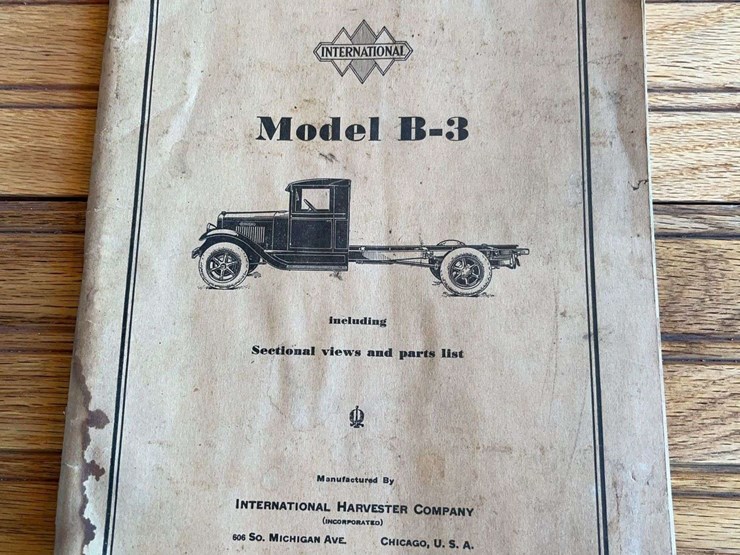 INTERNATIONAL
Model B-3
including
Sectional views and parts list
Manufactured By
INTERNATIONAL HARVESTER COMPANY
(INCORPORATED)
606 SO. MICHIGAN AVE. CHICAGO, U. S. A.